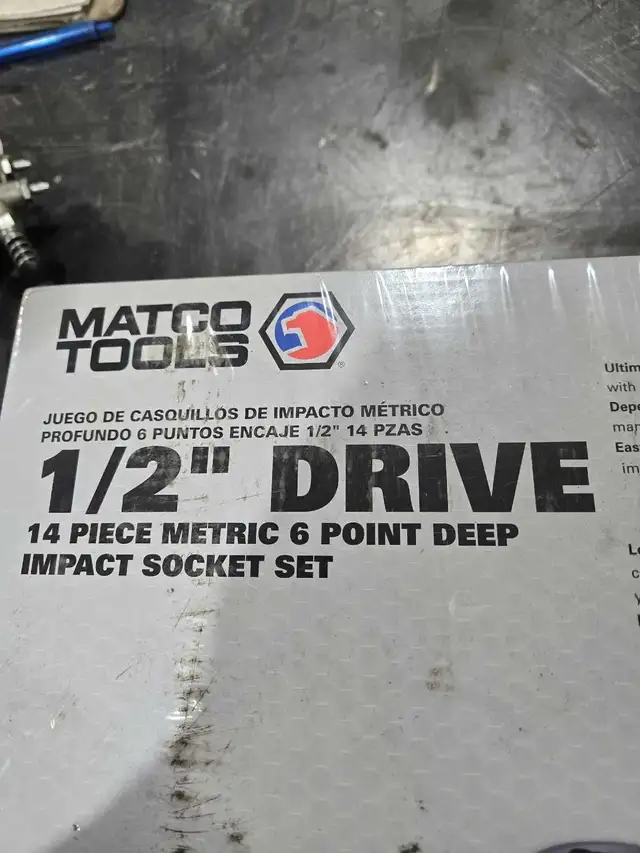 MATCO
TOOLS
®
JUEGO DE CASQUILLOS DE IMPACTO MÉTRICO
PROFUNDO 6 PUNTOS ENCAJE 1/2" 14 PZAS
1/2" DRIVE
14 PIECE METRIC 6 POINT DEEP
IMPACT SOCKET SET
with